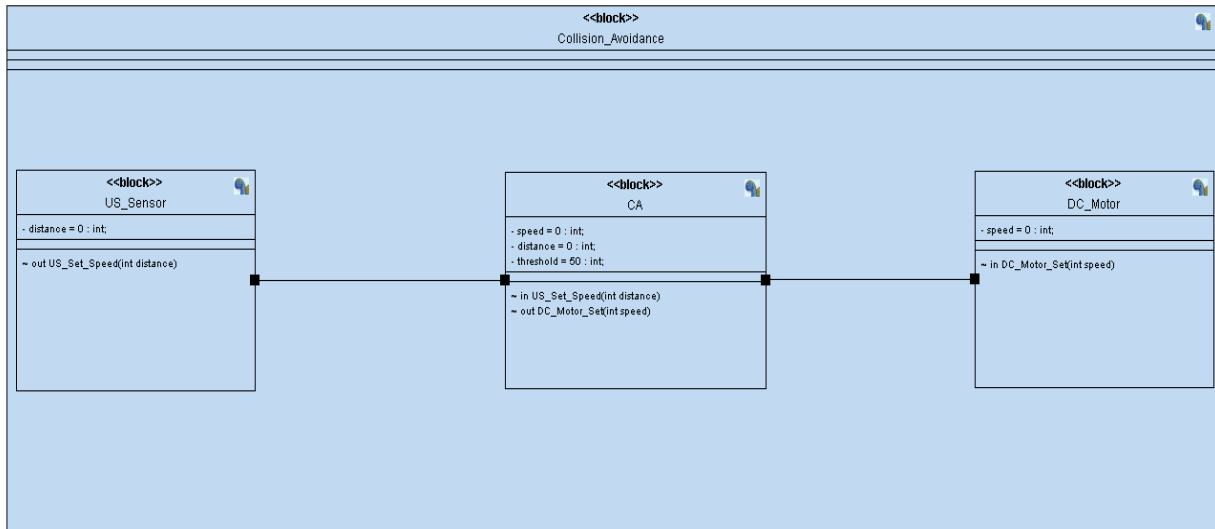 <<block>>
Collision_Avoidance
<<block>>
US_Sensor
- distance = 0 : int;
~ out US_Set_Speed(int distance)
<<block>>
CA
- speed = 0 : int;
- distance = 0 : int;
- threshold = 50 : int;
~ in US_Set_Speed(int distance)
~ out DC_Motor_Set(int speed)
<<block>>
DC_Motor
- speed = 0 : int;
~ in DC_Motor_Set(int speed)